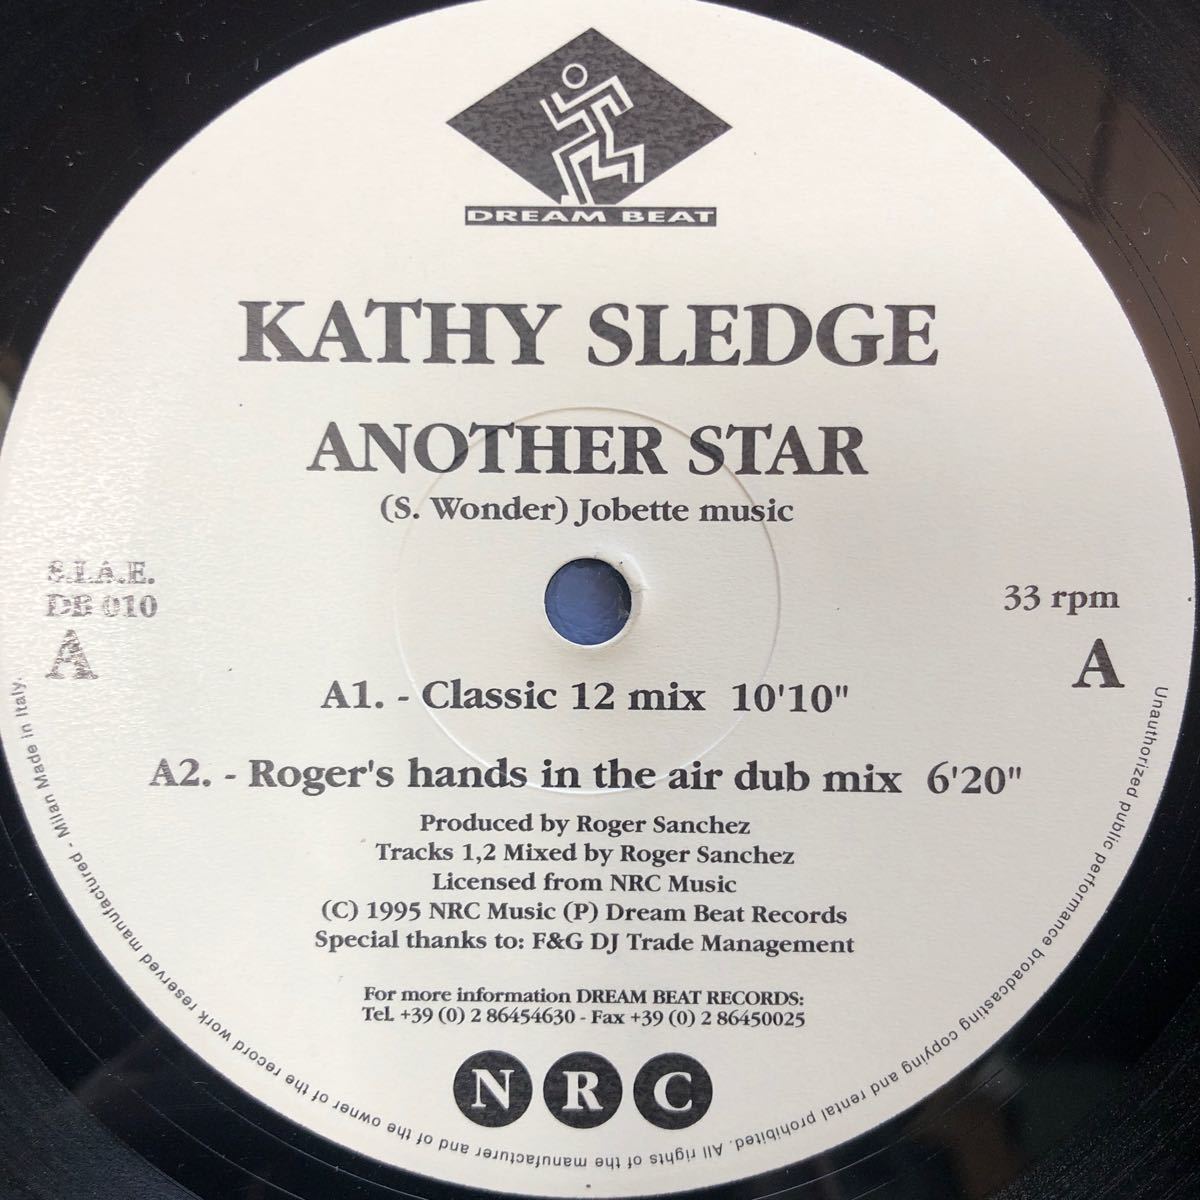 DREAM BEAT
KATHY SLEDGE
ANOTHER STAR
(S. Wonder) Jobette music
S.I.A.E.
DB 010
A
33 rpm
A
A1. - Classic 12 mix 10'10"
A2. - Roger's hands in the air dub mix 6'20"
Produced by Roger Sanchez
Tracks 1,2 Mixed by Roger Sanchez
Licensed from NRC Music
(C) 1995 NRC Music (P) Dream Beat Records
Special thanks to: F&G DJ Trade Management
For more information DREAM BEAT RECORDS:
Tel. +39 (0) 2 86454630 - Fax +39 (0) 2 86450025
N R C
Unauthorized public performance broadcasting copying and rental prohibited. All rights of the manufacturer and of the owner of the record work reserved manufactured - Milan Made in Italy.